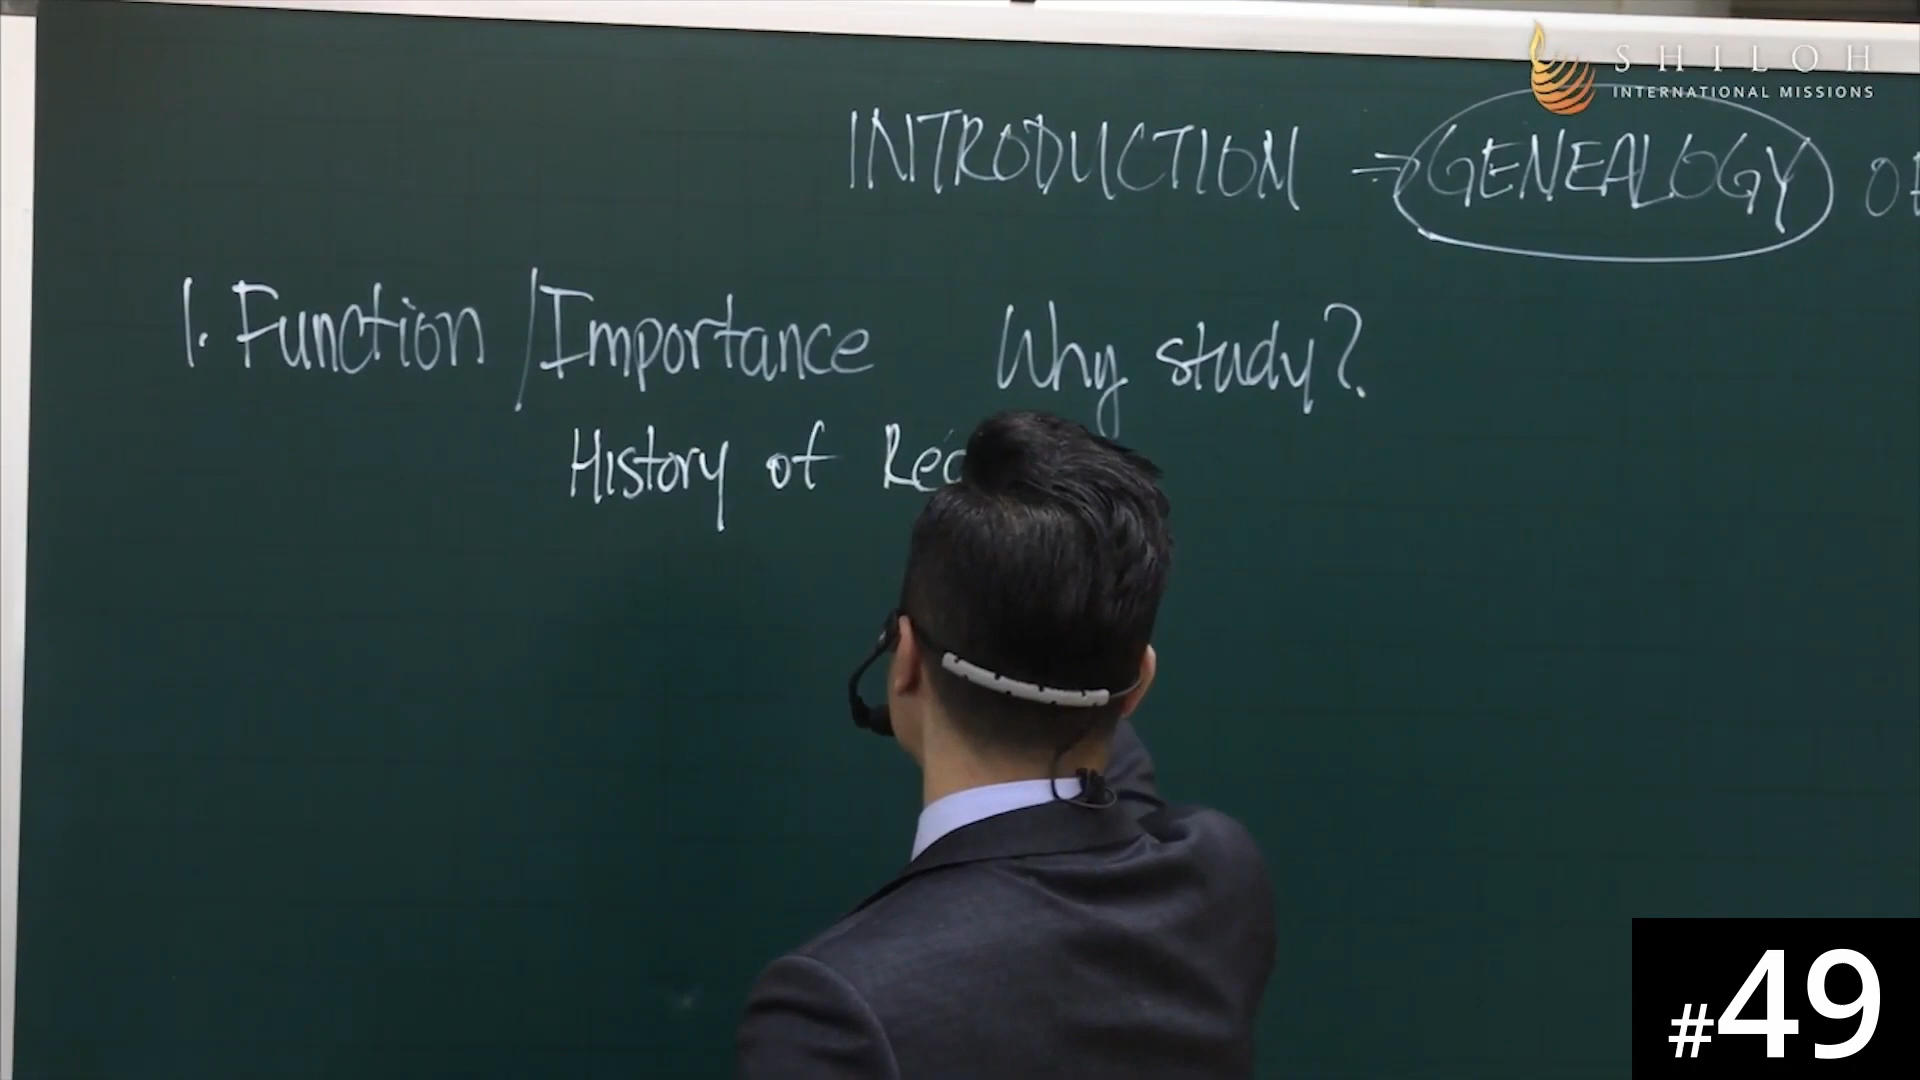 SHILOH
INTERNATIONAL MISSIONS
INTRODUCTION → GENEALOGY
1. Function / Importance Why study?
History of
#49